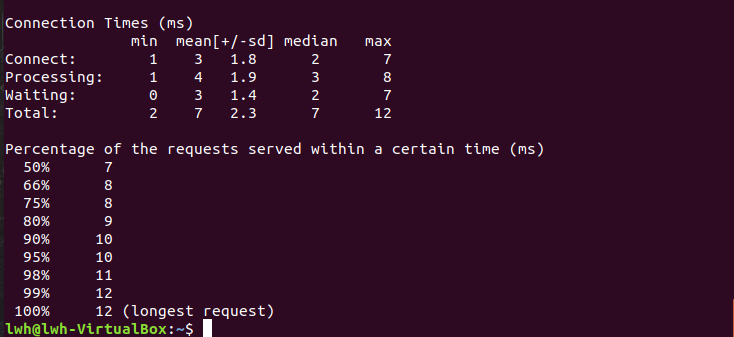 Connection Times (ms)
              min  mean[+/-sd] median   max
Connect:        1    3   1.8      2       7
Processing:     1    4   1.9      3       8
Waiting:        0    3   1.4      2       7
Total:          2    7   2.3      7      12
Percentage of the requests served within a certain time (ms)
  50%      7
  66%      8
  75%      8
  80%      9
  90%     10
  95%     10
  98%     11
  99%     12
 100%     12 (longest request)
lwh@lwh-VirtualBox:~$